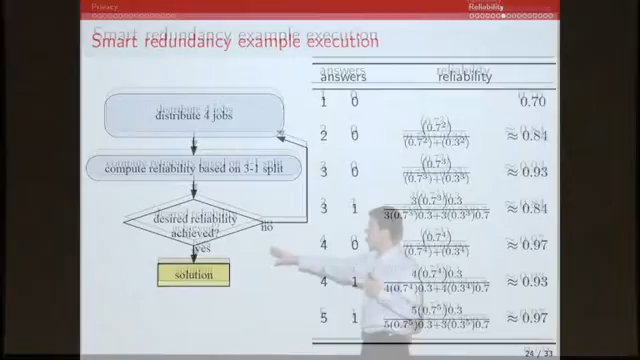 Privacy
Reliability
Smart redundancy example execution
answers
answers
reliability
distribute 4 jobs
compute reliability based on 3-1 split
desired reliability
achieved?
no
yes
solution
1 0 0.70
2 0 (0.7²) / (0.7²)+(0.3²) ≈ 0.84
3 0 (0.7³) / (0.7³)+(0.3³) ≈ 0.93
3 1 3(0.7³)0.3 / 3(0.7³)0.3+3(0.3³)0.7 ≈ 0.84
4 0 (0.7⁴) / (0.7⁴)+(0.3⁴) ≈ 0.97
4 1 4(0.7⁴)0.3 / 4(0.7⁴)0.3+4(0.3⁴)0.7 ≈ 0.93
5 1 5(0.7⁵)0.3 / 5(0.7⁵)0.3+3(0.3⁵)0.7 ≈ 0.97
24 / 33